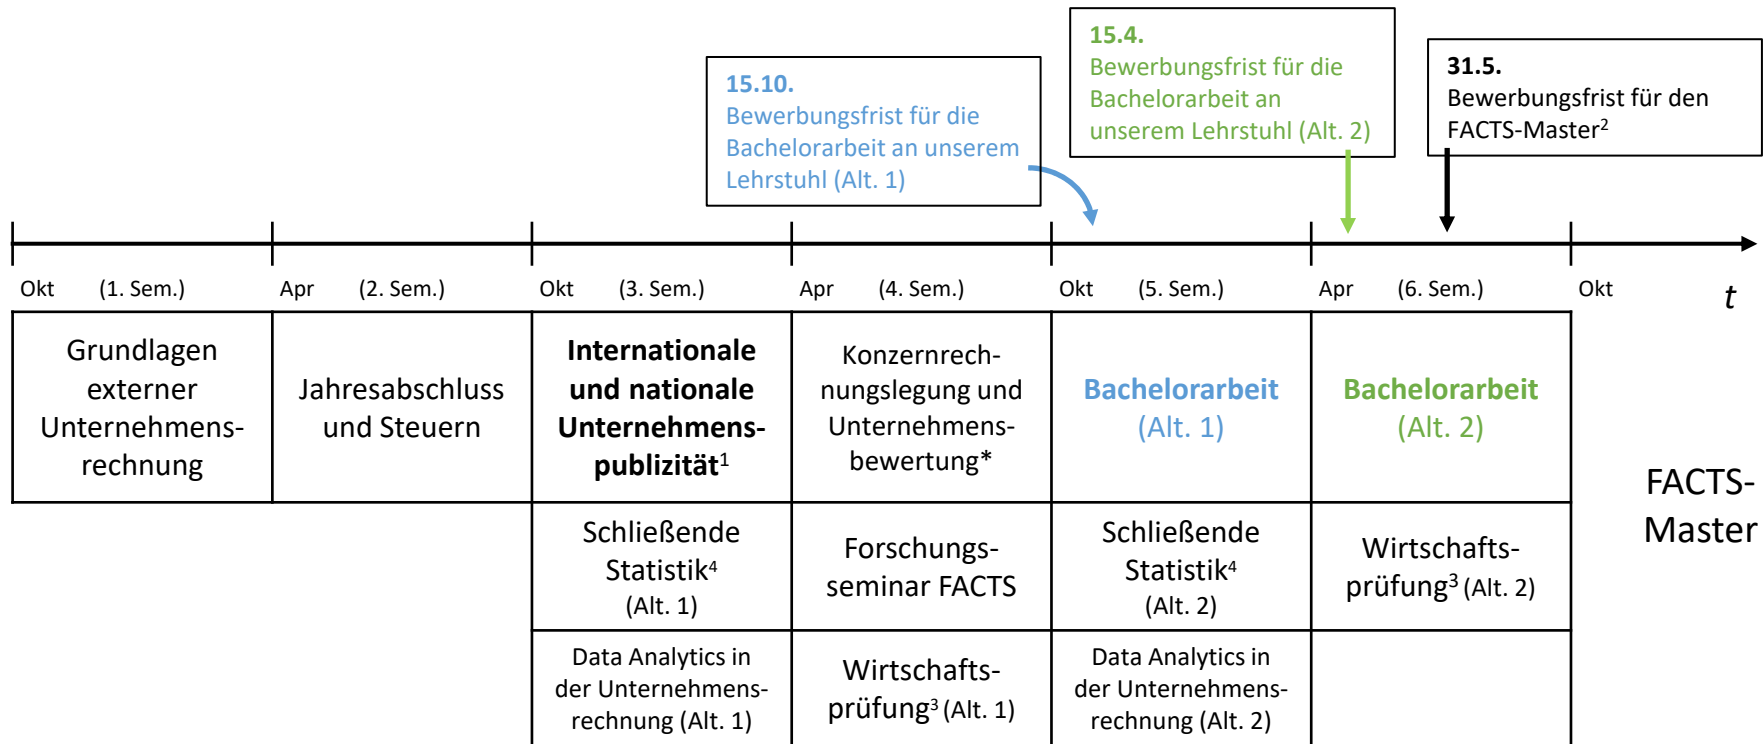 15.10.
Bewerbungsfrist für die
Bachelorarbeit an unserem
Lehrstuhl (Alt. 1)
15.4.
Bewerbungsfrist für die
Bachelorarbeit an
unserem Lehrstuhl (Alt. 2)
31.5.
Bewerbungsfrist für den
FACTS-Master²
Okt (1. Sem.) Apr (2. Sem.) Okt (3. Sem.) Apr (4. Sem.) Okt (5. Sem.) Apr (6. Sem.) Okt t
Grundlagen
externer
Unternehmens-
rechnung
Jahresabschluss
und Steuern
Internationale
und nationale
Unternehmens-
publizität¹
Konzernrech-
nungslegung und
Unternehmens-
bewertung*
Bachelorarbeit
(Alt. 1)
Bachelorarbeit
(Alt. 2)
FACTS-
Master
Schließende
Statistik⁴
(Alt. 1)
Forschungs-
seminar FACTS
Schließende
Statistik⁴
(Alt. 2)
Wirtschafts-
prüfung³ (Alt. 2)
Data Analytics in
der Unternehmens-
rechnung (Alt. 1)
Wirtschafts-
prüfung³ (Alt. 1)
Data Analytics in
der Unternehmens-
rechnung (Alt. 2)